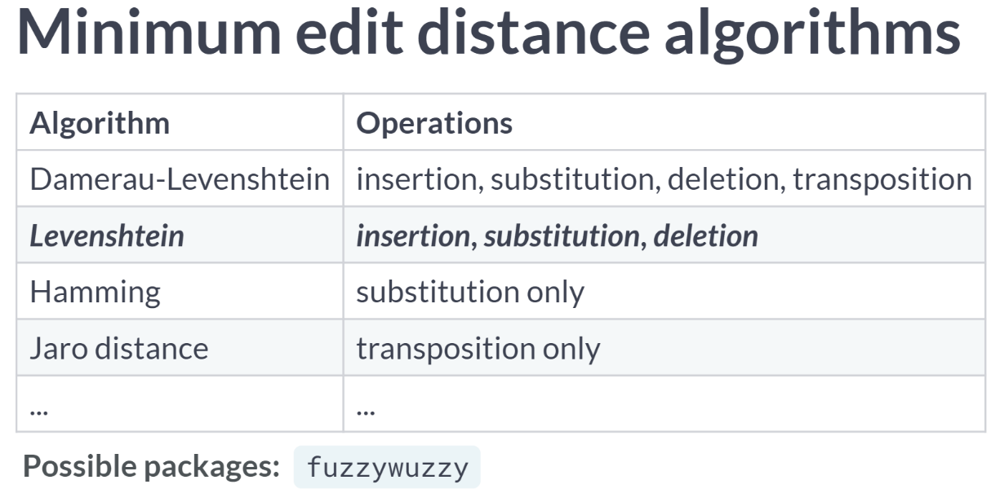 Minimum edit distance algorithms
Algorithm Operations
Damerau-Levenshtein insertion, substitution, deletion, transposition
Levenshtein insertion, substitution, deletion
Hamming substitution only
Jaro distance transposition only
... ...
Possible packages: fuzzywuzzy